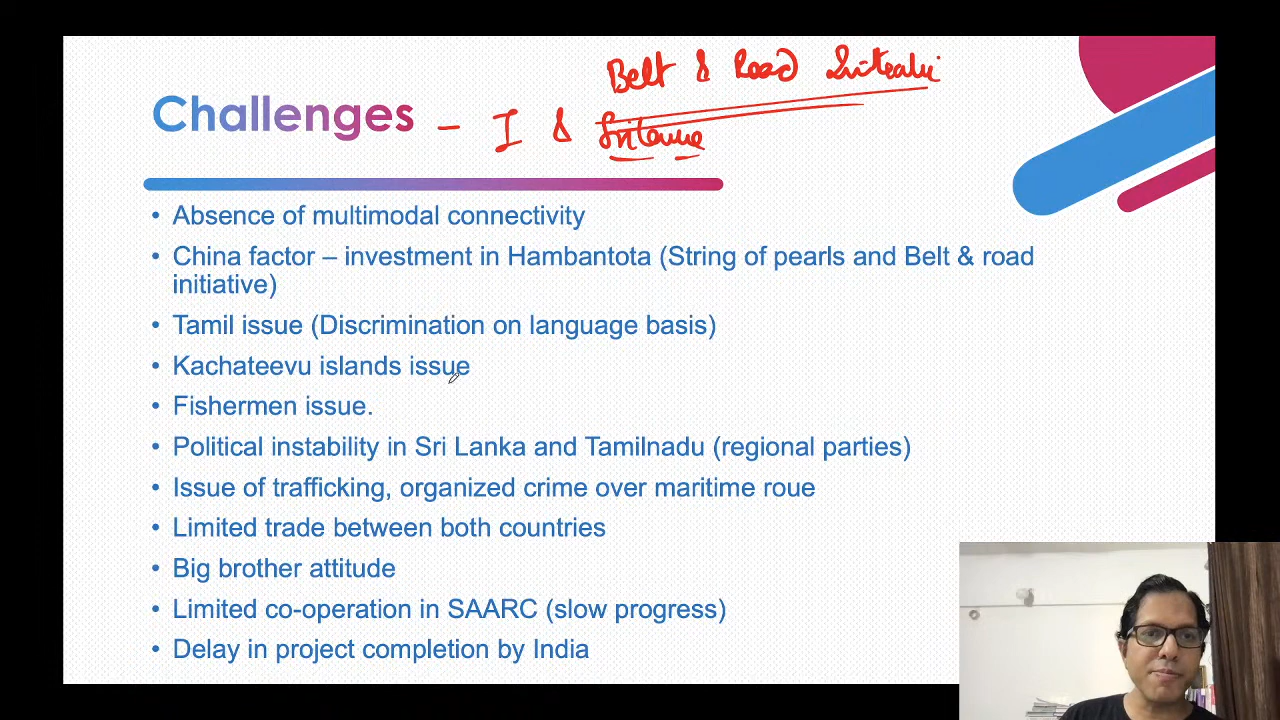 Belt & Road Initiative
Challenges - I & Srilanka
• Absence of multimodal connectivity
• China factor – investment in Hambantota (String of pearls and Belt & road
initiative)
• Tamil issue (Discrimination on language basis)
• Kachateevu islands issue
• Fishermen issue.
• Political instability in Sri Lanka and Tamilnadu (regional parties)
• Issue of trafficking, organized crime over maritime roue
• Limited trade between both countries
• Big brother attitude
• Limited co-operation in SAARC (slow progress)
• Delay in project completion by India